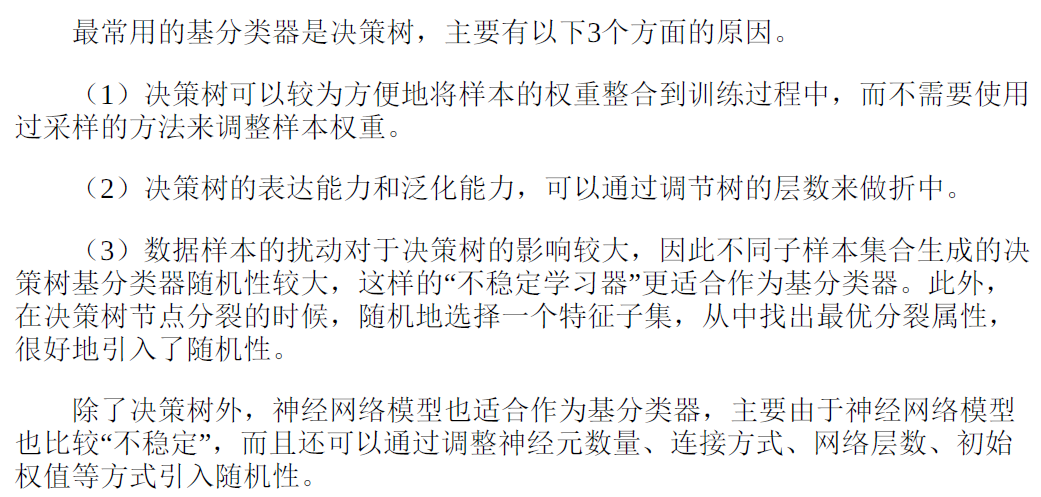 最常用的基分类器是决策树，主要有以下3个方面的原因。
（1）决策树可以较为方便地将样本的权重整合到训练过程中，而不需要使用
过采样的方法来调整样本权重。
（2）决策树的表达能力和泛化能力，可以通过调节树的层数来做折中。
（3）数据样本的扰动对于决策树的影响较大，因此不同子样本集合生成的决
策树基分类器随机性较大，这样的“不稳定学习器”更适合作为基分类器。此外，
在决策树节点分裂的时候，随机地选择一个特征子集，从中找出最优分裂属性，
很好地引入了随机性。
除了决策树外，神经网络模型也适合作为基分类器，主要由于神经网络模型
也比较“不稳定”，而且还可以通过调整神经元数量、连接方式、网络层数、初始
权值等方式引入随机性。